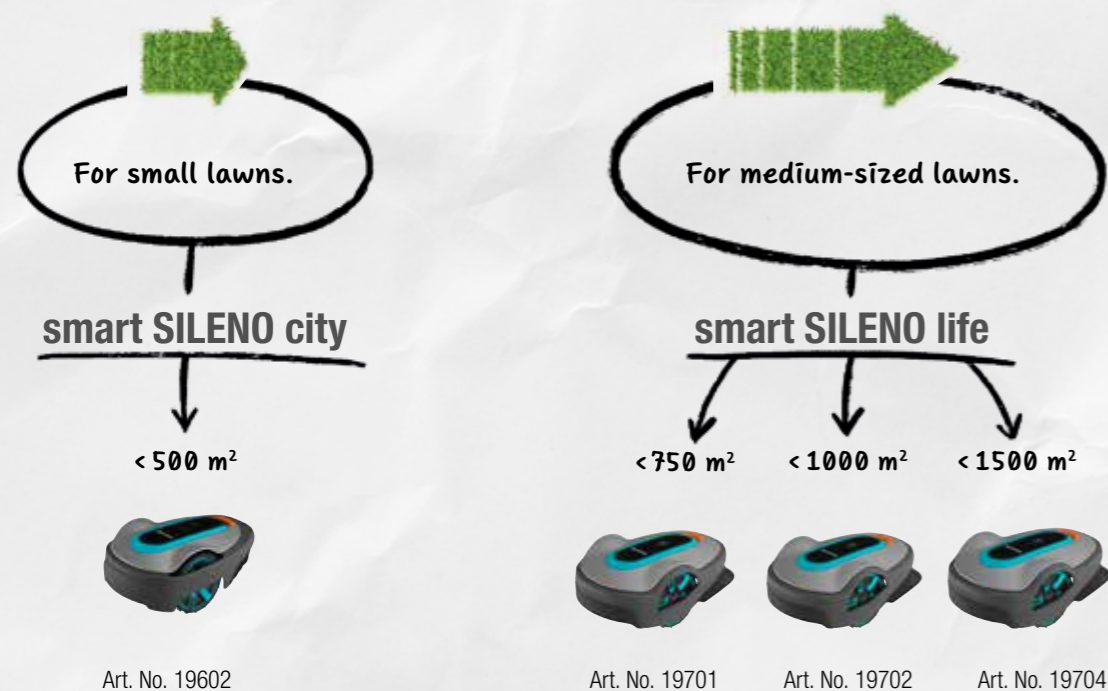 For small lawns.
smart SILENO city
< 500 m²
Art. No. 19602
For medium-sized lawns.
smart SILENO life
< 750 m² < 1000 m² < 1500 m²
Art. No. 19701 Art. No. 19702 Art. No. 19704